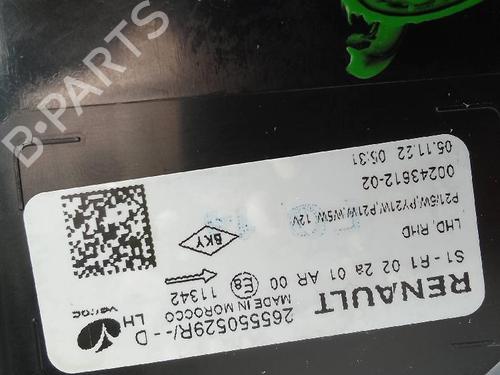 RENAULT
265550529R/--D
MADE IN MOROCCO
LH
S1-R1 02 2a 01 AR 00 E8 11342
LHD, RHD
P21/5W,PY21W,P21W,W5W, 12V
BKY
00243612-02
05.11.22 05:31
B-PARTS